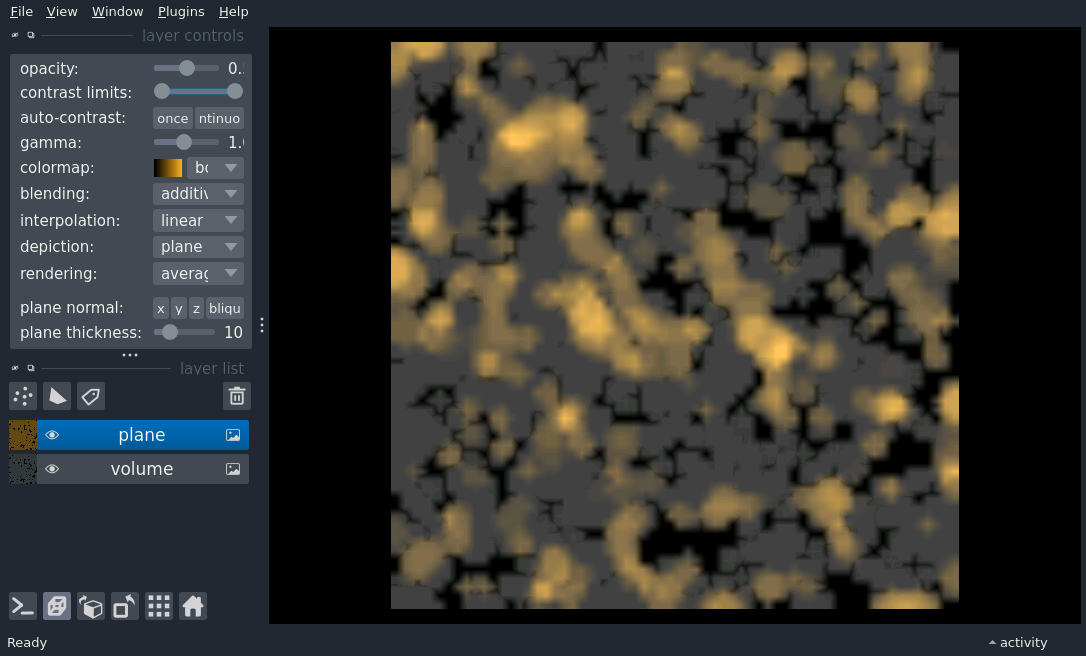 File View Window Plugins Help
layer controls
opacity: 0.
contrast limits:
auto-contrast: once ntinuo
gamma: 1.
colormap: bo
blending: additiv
interpolation: linear
depiction: plane
rendering: averag
plane normal: x y z bliqu
plane thickness: 10
layer list
plane
volume
Ready
activity